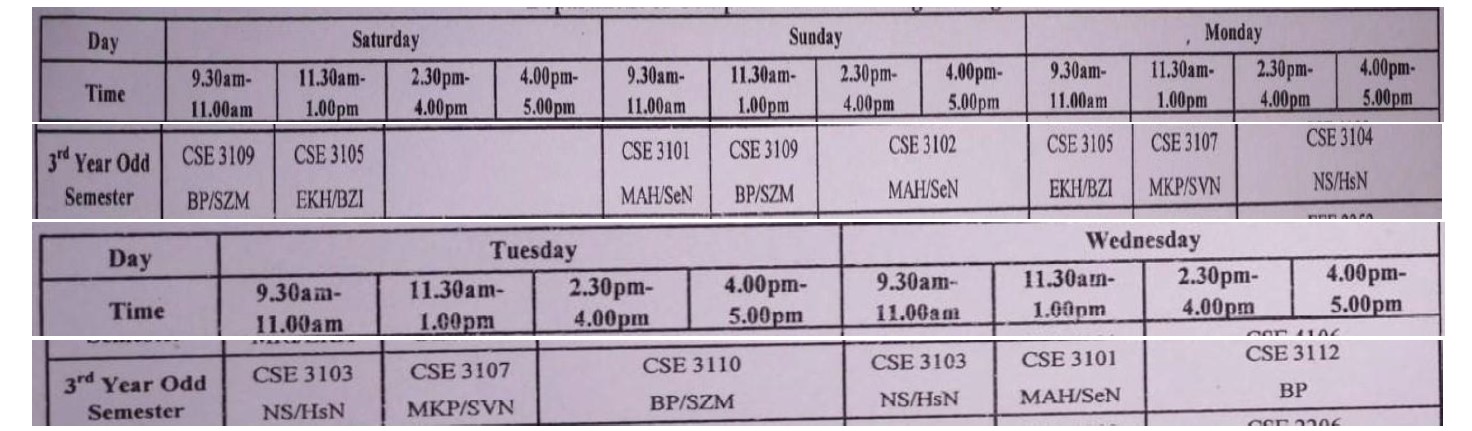 Day Saturday Sunday , Monday
Time 9.30am- 11.00am 11.30am- 1.00pm 2.30pm- 4.00pm 4.00pm- 5.00pm 9.30am- 11.00am 11.30am- 1.00pm 2.30pm- 4.00pm 4.00pm- 5.00pm 9.30am- 11.00am 11.30am- 1.00pm 2.30pm- 4.00pm 4.00pm- 5.00pm
3rd Year Odd CSE 3109 CSE 3105 CSE 3101 CSE 3109 CSE 3102 CSE 3105 CSE 3107 CSE 3104
Semester BP/SZM EKH/BZI MAH/SeN BP/SZM MAH/SeN EKH/BZI MKP/SVN NS/HsN
Day Tuesday Wednesday
Time 9.30am- 11.00am 11.30am- 1.00pm 2.30pm- 4.00pm 4.00pm- 5.00pm 9.30am- 11.00am 11.30am- 1.00pm 2.30pm- 4.00pm 4.00pm- 5.00pm
3rd Year Odd CSE 3103 CSE 3107 CSE 3110 CSE 3103 CSE 3101 CSE 3112
Semester NS/HsN MKP/SVN BP/SZM NS/HsN MAH/SeN BP